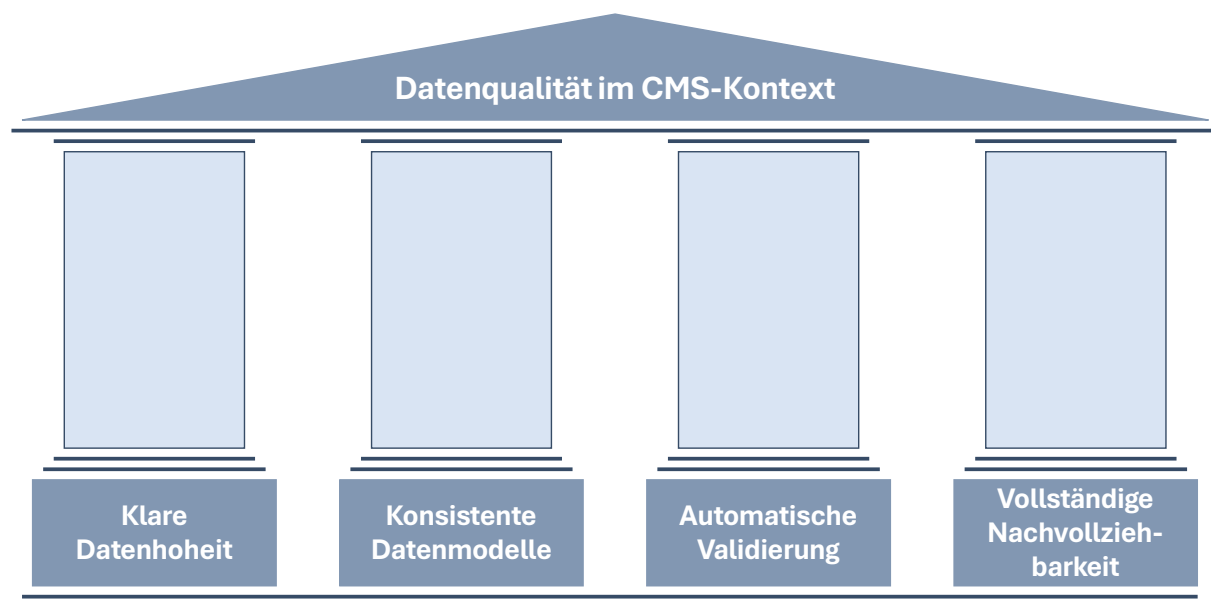 Datenqualität im CMS-Kontext
Klare
Datenhoheit
Konsistente
Datenmodelle
Automatische
Validierung
Vollständige
Nachvollzieh-
barkeit